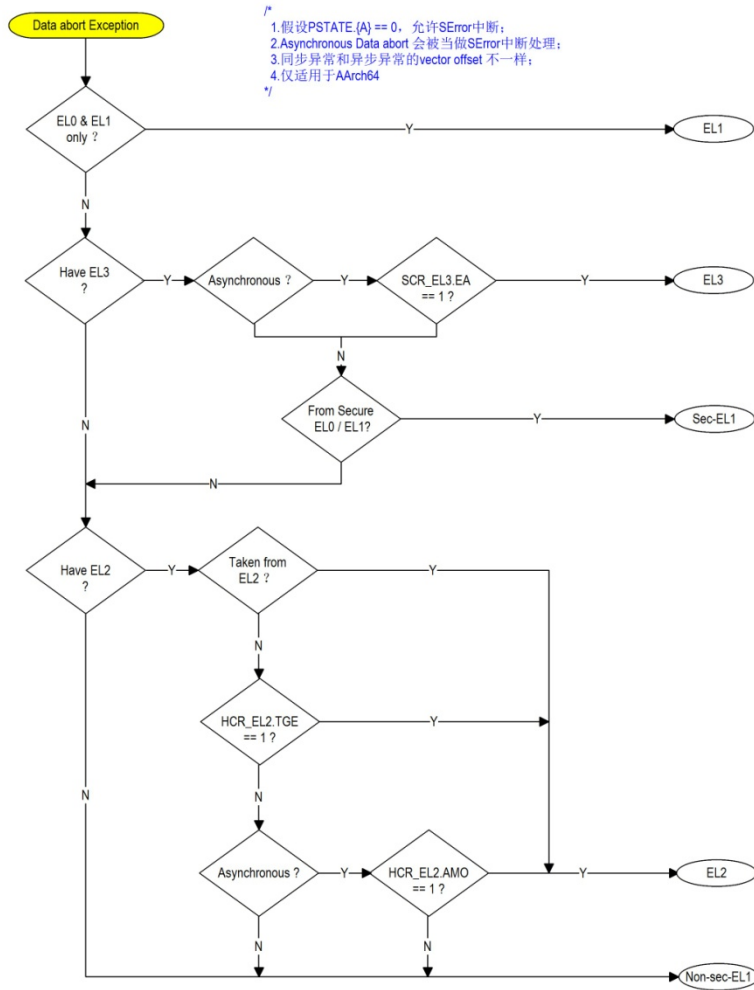 Data abort Exception
/*
1.假设PSTATE.{A} == 0，允许SError中断；
2.Asynchronous Data abort 会被当做SError中断处理；
3.同步异常和异步异常的vector offset 不一样；
4.仅适用于AArch64
*/
EL0 & EL1
only ？
Y
EL1
N
Have EL3
?
Y
Asynchronous ？
Y
SCR_EL3.EA
== 1 ?
Y
EL3
N
N
From Secure
EL0 / EL1?
Y
Sec-EL1
N
Have EL2
?
Y
Taken from
EL2 ？
Y
N
HCR_EL2.TGE
== 1 ?
Y
N
N
Asynchronous ?
Y
HCR_EL2.AMO
== 1 ?
Y
EL2
N
N
Non-sec-EL1